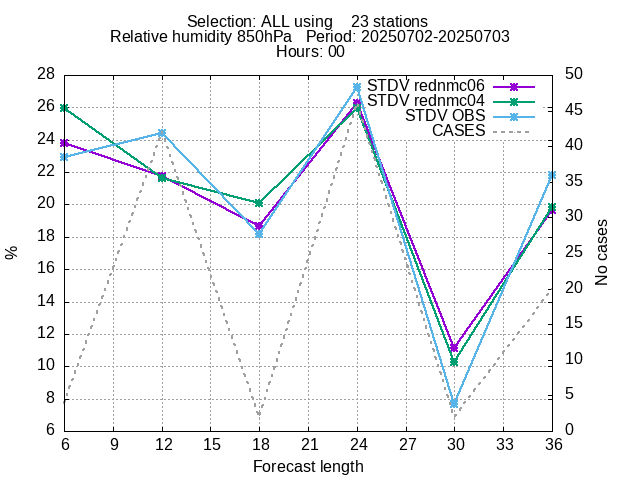 Selection: ALL using    23 stations
Relative humidity 850hPa   Period: 20250702-20250703
Hours: 00
STDV rednmc06
STDV rednmc04
STDV OBS
CASES
28
26
24
22
20
18
16
14
12
10
8
6
%
50
45
40
35
30
25
20
15
10
5
0
No cases
6 9 12 15 18 21 24 27 30 33 36
Forecast length